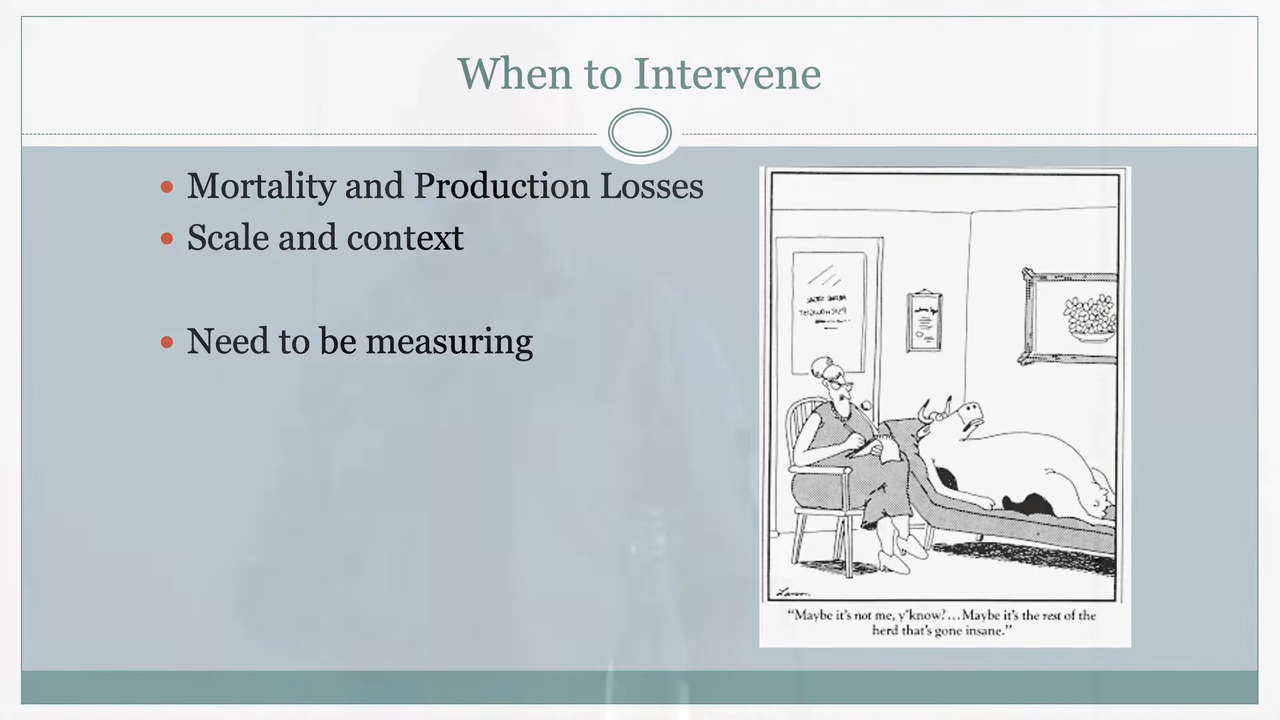 When to Intervene
Mortality and Production Losses
Scale and context
Need to be measuring
Larson
"Maybe it's not me, y'know?...Maybe it's the rest of the
herd that's gone insane."